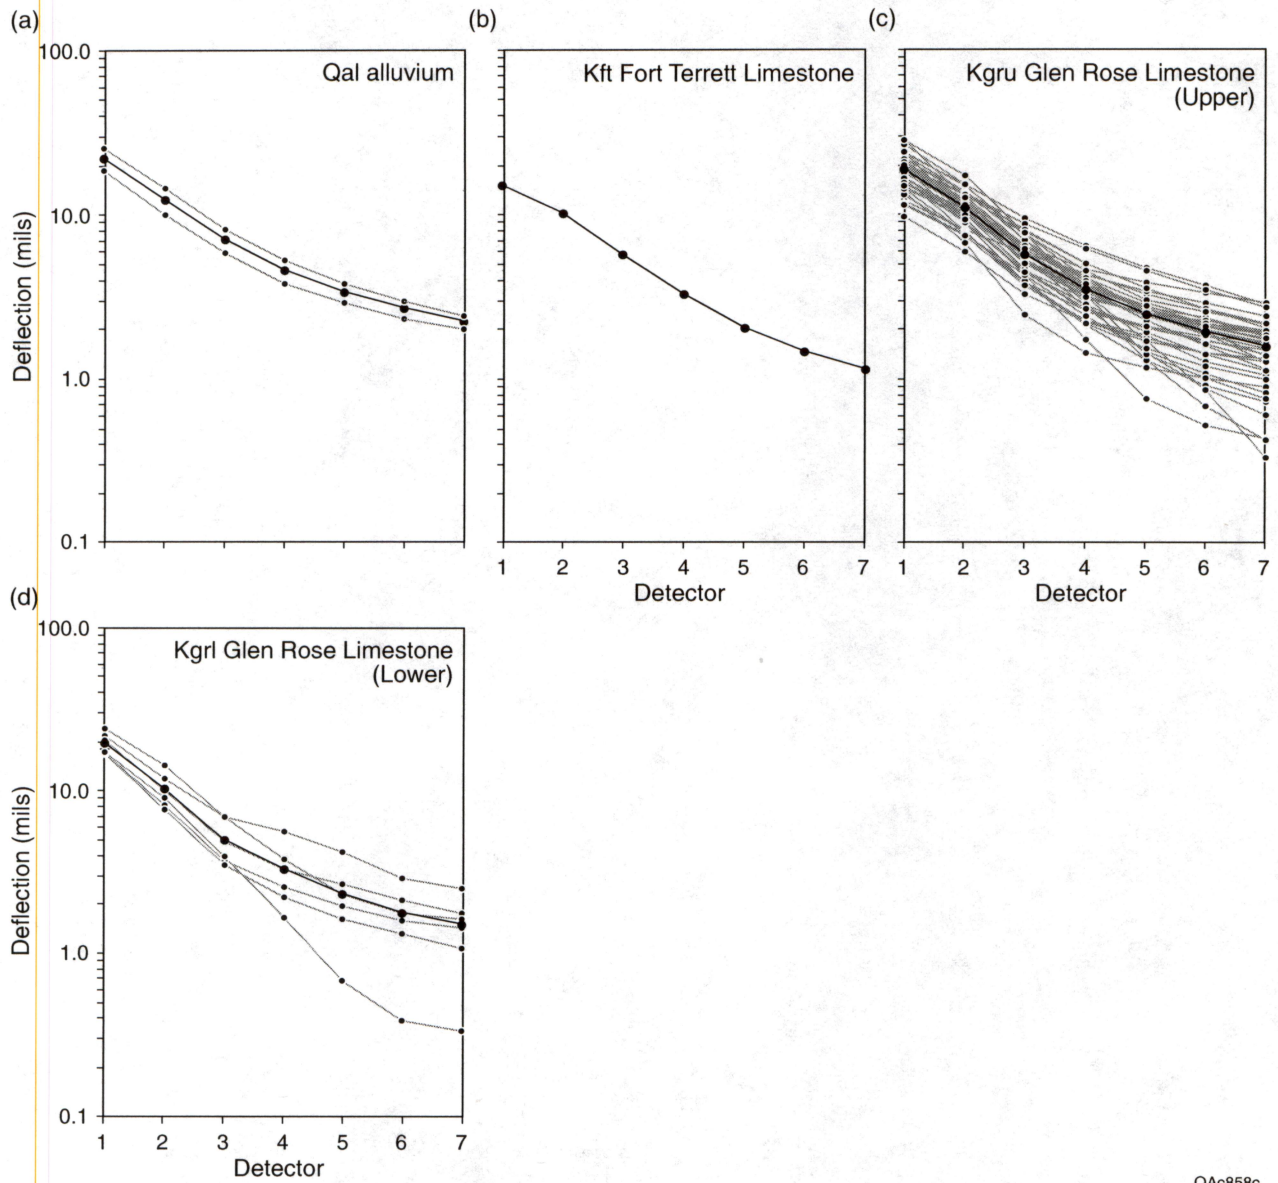 (a)
100.0
10.0
1.0
0.1
Deflection (mils)
Qal alluvium
(b)
Kft Fort Terrett Limestone
1 2 3 4 5 6 7
Detector
(c)
Kgru Glen Rose Limestone
(Upper)
1 2 3 4 5 6 7
Detector
(d)
100.0
10.0
1.0
0.1
Deflection (mils)
Kgrl Glen Rose Limestone
(Lower)
1 2 3 4 5 6 7
Detector
QAc858c